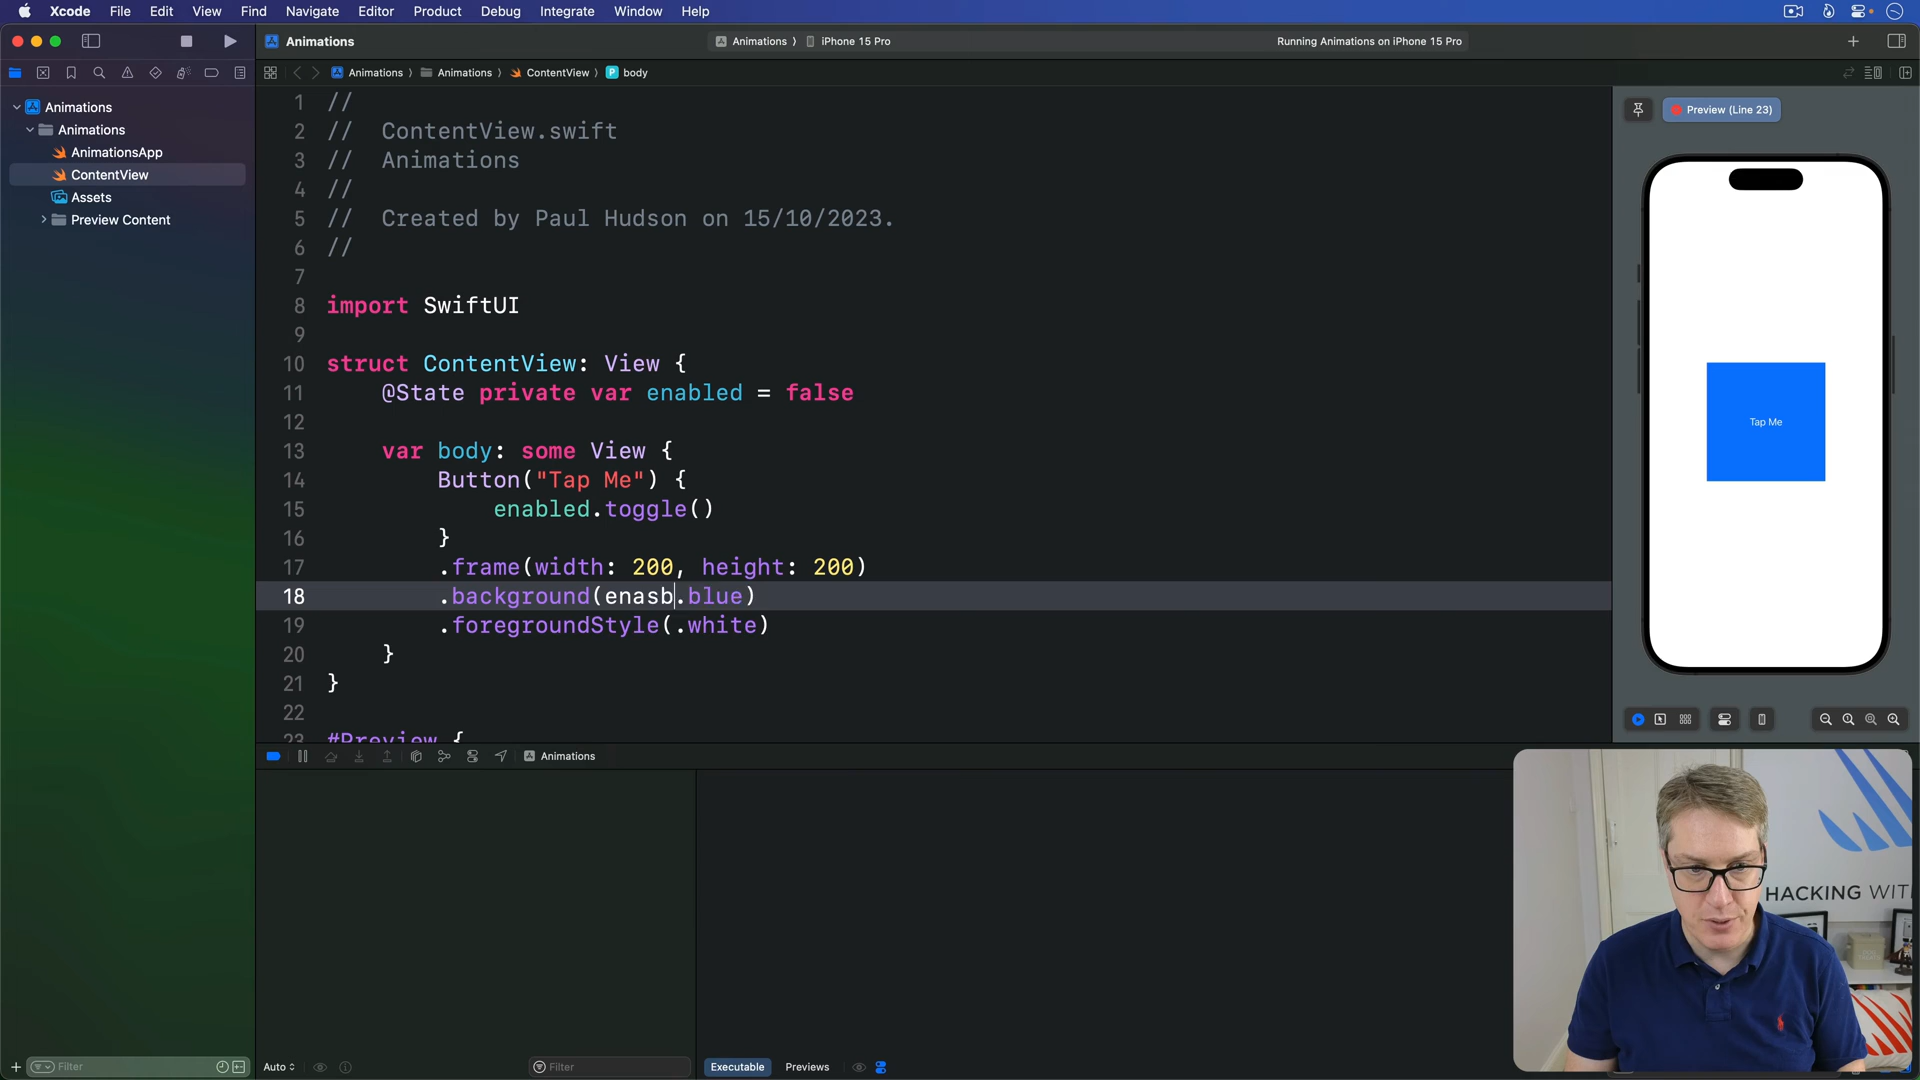 Xcode File Edit View Find Navigate Editor Product Debug Integrate Window Help
Animations
Animations 〉 iPhone 15 Pro
Running Animations on iPhone 15 Pro
Animations 〉 Animations 〉 ContentView 〉 P body
Animations
Animations
AnimationsApp
ContentView
Assets
Preview Content
1 //
2 //  ContentView.swift
3 //  Animations
4 //
5 //  Created by Paul Hudson on 15/10/2023.
6 //
7
8 import SwiftUI
9
10 struct ContentView: View {
11     @State private var enabled = false
12
13     var body: some View {
14         Button("Tap Me") {
15             enabled.toggle()
16         }
17         .frame(width: 200, height: 200)
18         .background(enasb.blue)
19         .foregroundStyle(.white)
20     }
21 }
22
23 #Preview {
Preview (Line 23)
Tap Me
Animations
HACKING WIT
Filter
Auto
Filter
Executable
Previews